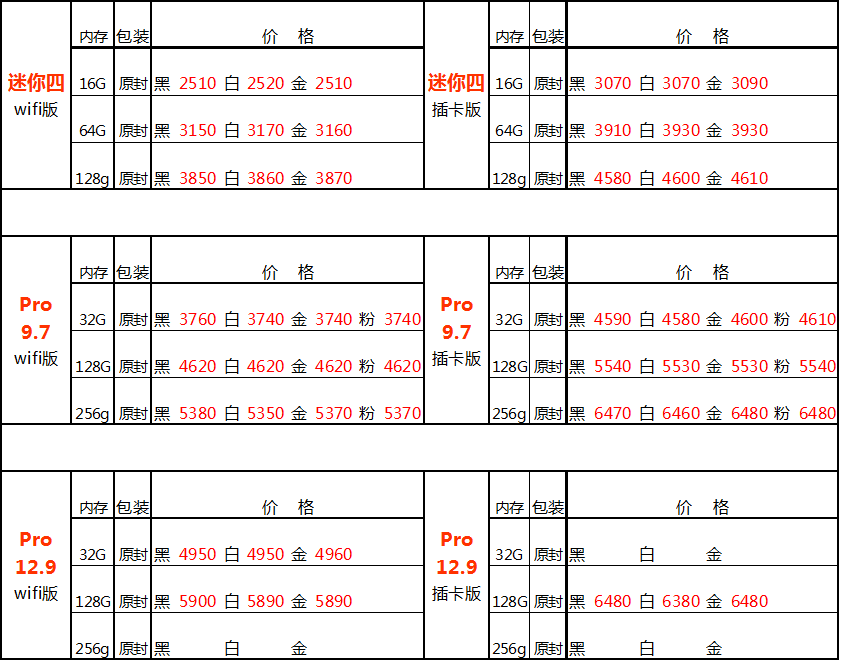 内存 包装 价 格 内存 包装 价 格
迷你四 16G 原封 黑 2510 白 2520 金 2510 迷你四 16G 原封 黑 3070 白 3070 金 3090
wifi版 64G 原封 黑 3150 白 3170 金 3160 插卡版 64G 原封 黑 3910 白 3930 金 3930
128g 原封 黑 3850 白 3860 金 3870 128g 原封 黑 4580 白 4600 金 4610
内存 包装 价 格 内存 包装 价 格
Pro 32G 原封 黑 3760 白 3740 金 3740 粉 3740 Pro 32G 原封 黑 4590 白 4580 金 4600 粉 4610
9.7 9.7
wifi版 128G 原封 黑 4620 白 4620 金 4620 粉 4620 插卡版 128G 原封 黑 5540 白 5530 金 5530 粉 5540
256g 原封 黑 5380 白 5350 金 5370 粉 5370 256g 原封 黑 6470 白 6460 金 6480 粉 6480
内存 包装 价 格 内存 包装 价 格
Pro 32G 原封 黑 4950 白 4950 金 4960 Pro 32G 原封 黑 白 金
12.9 12.9
wifi版 128G 原封 黑 5900 白 5890 金 5890 插卡版 128G 原封 黑 6480 白 6380 金 6480
256g 原封 黑 白 金 256g 原封 黑 白 金